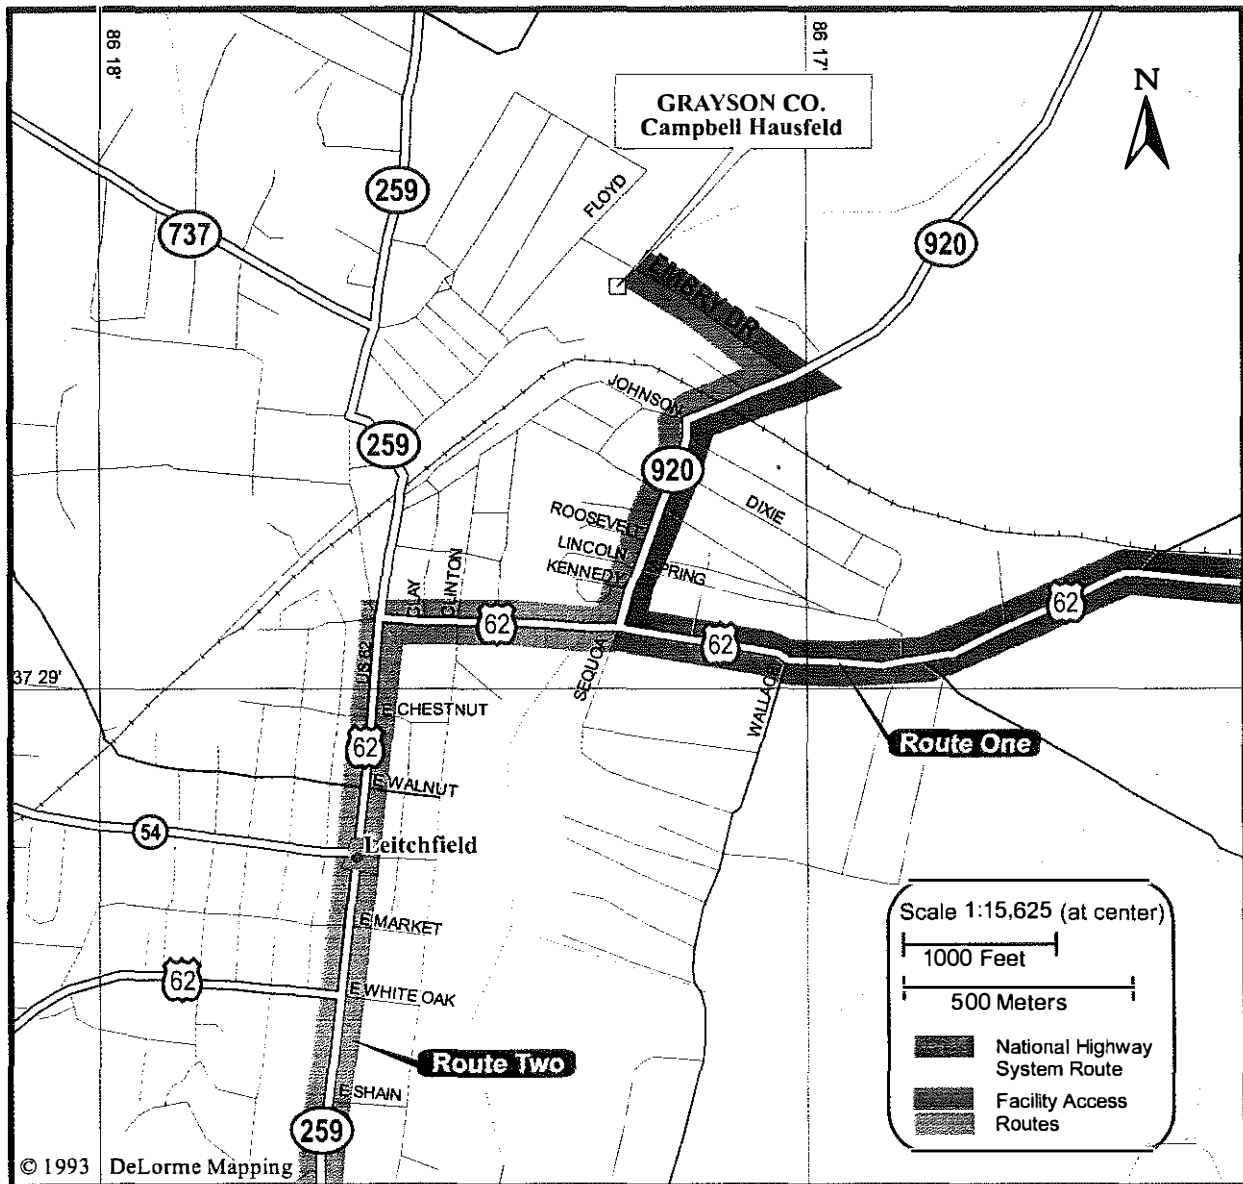 86 18'
86 17'
N
GRAYSON CO.
Campbell Hausfeld
259
FLOYD
737
920
EMBRY DR
JOHNSON
259
920
DIXIE
ROOSEVELT
LINCOLN
KENNEDY
SPRING
CLAY
CLINTON
62
62
62
US 62
SEQUOA
WALLACE
37 29'
E CHESTNUT
Route One
62
E WALNUT
54
Leitchfield
E MARKET
62
E WHITE OAK
Route Two
E SHAIN
259
Scale 1:15,625 (at center)
1000 Feet
500 Meters
National Highway
System Route
Facility Access
Routes
© 1993 DeLorme Mapping